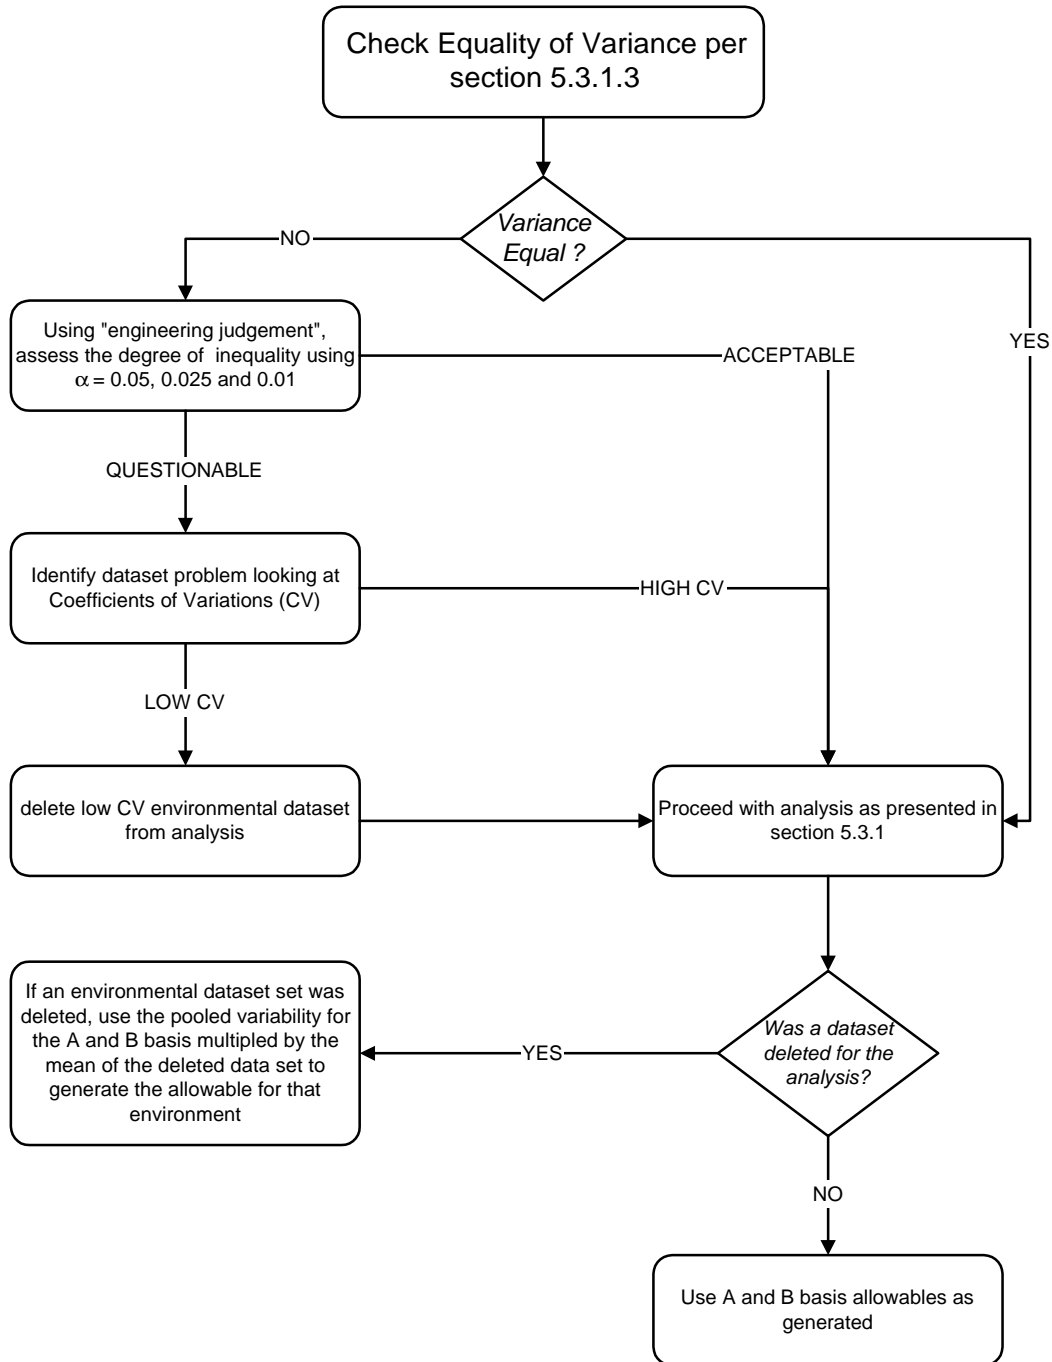 Check Equality of Variance per
section 5.3.1.3
Variance
Equal ?
NO
YES
Using "engineering judgement",
assess the degree of  inequality using
α = 0.05, 0.025 and 0.01
ACCEPTABLE
QUESTIONABLE
Identify dataset problem looking at
Coefficients of Variations (CV)
HIGH CV
LOW CV
delete low CV environmental dataset
from analysis
Proceed with analysis as presented in
section 5.3.1
If an environmental dataset set was
deleted, use the pooled variability for
the A and B basis multipled by the
mean of the deleted data set to
generate the allowable for that
environment
YES
Was a dataset
deleted for the
analysis?
NO
Use A and B basis allowables as
generated